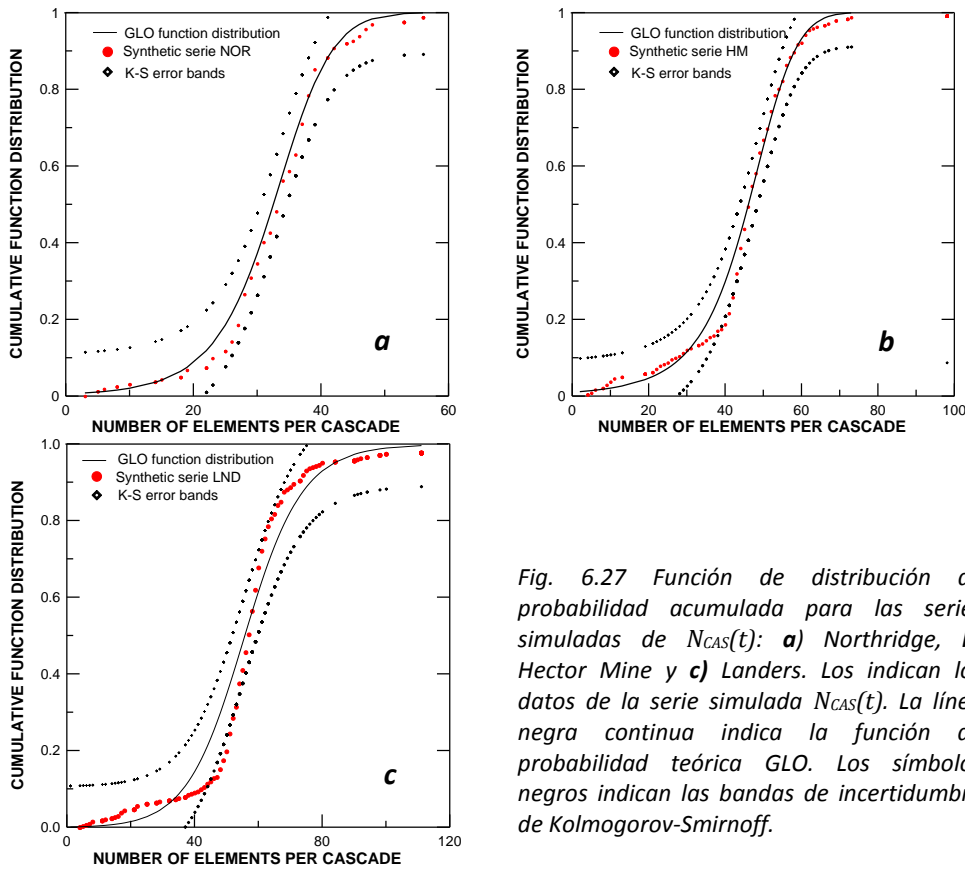 1
0.8
0.6
0.4
0.2
0
CUMULATIVE FUNCTION DISTRIBUTION
GLO function distribution
Synthetic serie NOR
K-S error bands
a
0 20 40 60
NUMBER OF ELEMENTS PER CASCADE
1
0.8
0.6
0.4
0.2
0
CUMULATIVE FUNCTION DISTRIBUTION
GLO function distribution
Synthetic serie HM
K-S error bands
b
0 20 40 60 80 100
NUMBER OF ELEMENTS PER CASCADE
1.0
0.8
0.6
0.4
0.2
0.0
CUMULATIVE FUNCTION DISTRIBUTION
GLO function distribution
Synthetic serie LND
K-S error bands
c
0 40 80 120
NUMBER OF ELEMENTS PER CASCADE
Fig. 6.27 Función de distribución d
probabilidad acumulada para las serie
simuladas de NCAS(t): a) Northridge,
Hector Mine y c) Landers. Los indican lo
datos de la serie simulada NCAS(t). La líne
negra continua indica la función d
probabilidad teórica GLO. Los símbolo
negros indican las bandas de incertidumbr
de Kolmogorov-Smirnoff.